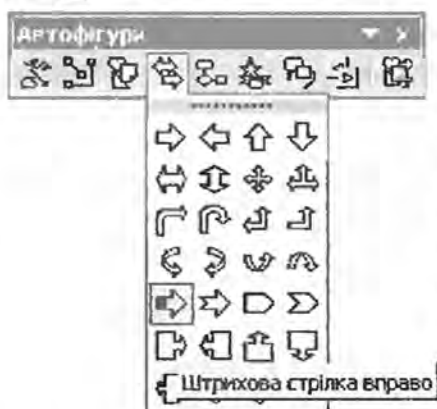 Автофігури
Штрихова стрілка вправо